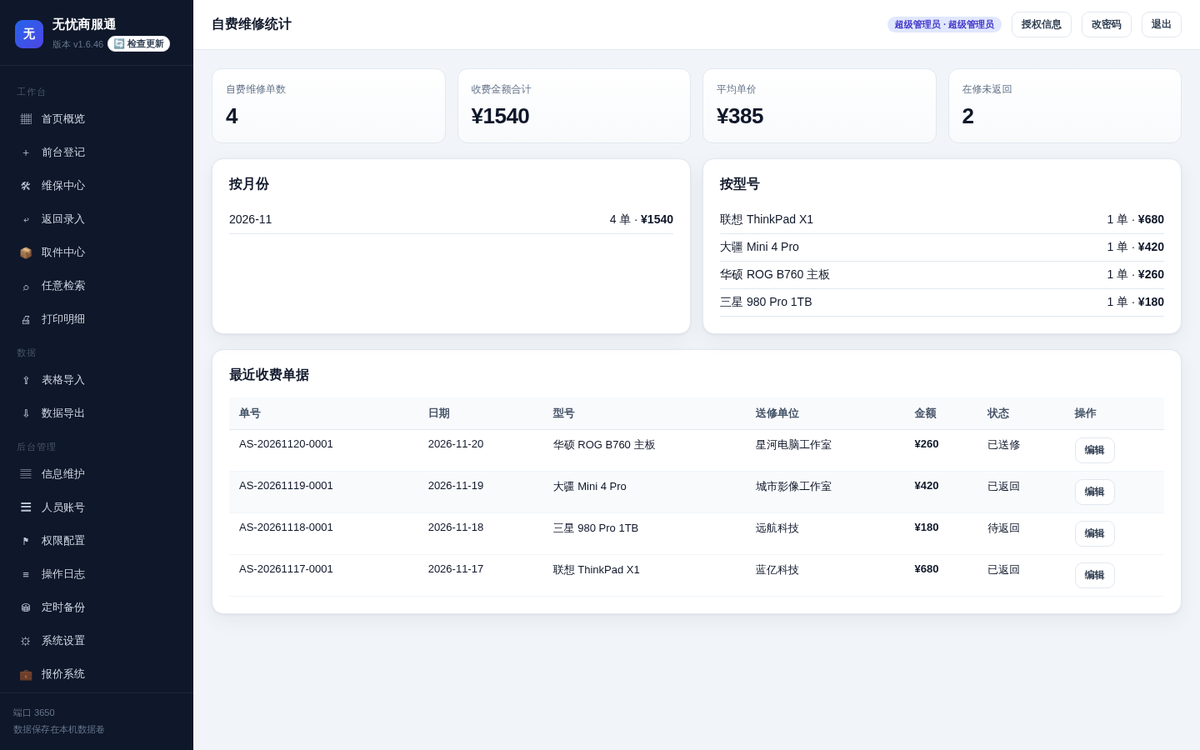 无
无忧商服通
版本 v1.6.46 检查更新
工作台
首页概览
前台登记
维保中心
返回录入
取件中心
任意检索
打印明细
数据
表格导入
数据导出
后台管理
信息维护
人员账号
权限配置
操作日志
定时备份
系统设置
报价系统
端口 3650
数据保存在本机数据卷
自费维修统计
超级管理员 · 超级管理员 授权信息 改密码 退出
自费维修单数
4
收费金额合计
¥1540
平均单价
¥385
在修未返回
2
按月份
2026-11 4 单 · ¥1540
按型号
联想 ThinkPad X1 1 单 · ¥680
大疆 Mini 4 Pro 1 单 · ¥420
华硕 ROG B760 主板 1 单 · ¥260
三星 980 Pro 1TB 1 单 · ¥180
最近收费单据
单号 日期 型号 送修单位 金额 状态 操作
AS-20261120-0001 2026-11-20 华硕 ROG B760 主板 星河电脑工作室 ¥260 已送修 编辑
AS-20261119-0001 2026-11-19 大疆 Mini 4 Pro 城市影像工作室 ¥420 已返回 编辑
AS-20261118-0001 2026-11-18 三星 980 Pro 1TB 远航科技 ¥180 待返回 编辑
AS-20261117-0001 2026-11-17 联想 ThinkPad X1 蓝亿科技 ¥680 已返回 编辑